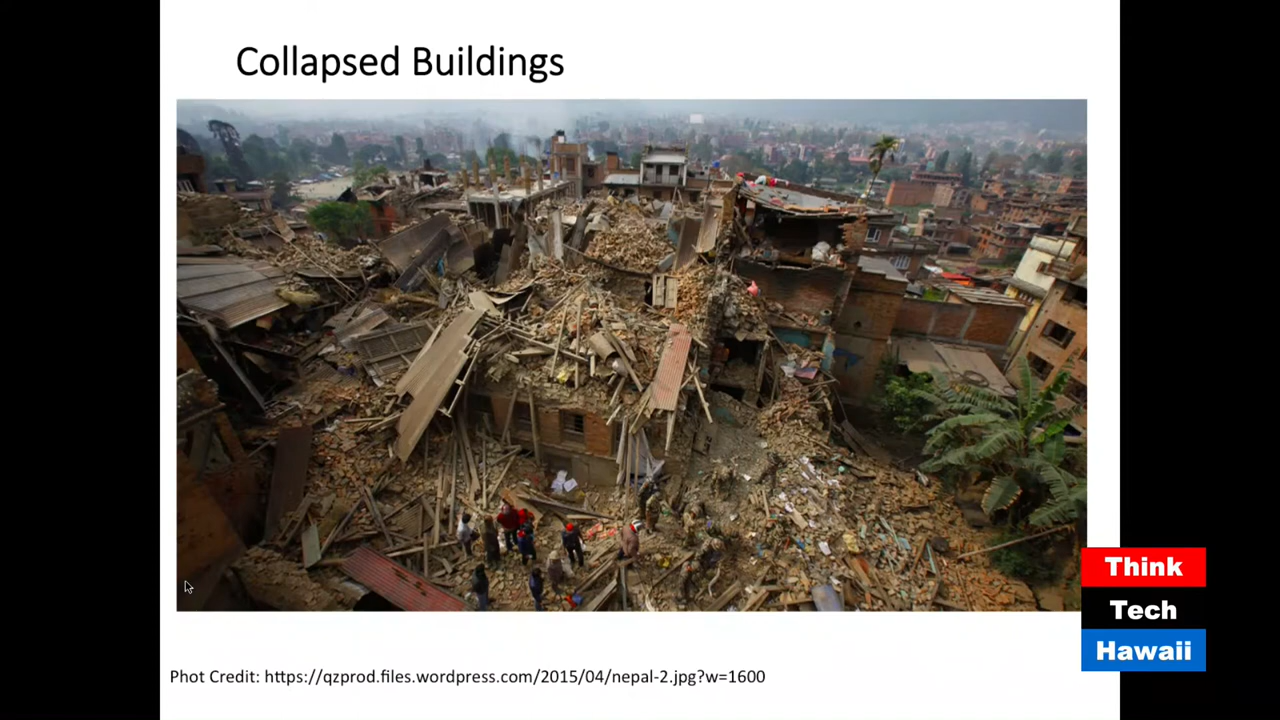 Collapsed Buildings
Think
Tech
Hawaii
Phot Credit: https://qzprod.files.wordpress.com/2015/04/nepal-2.jpg?w=1600